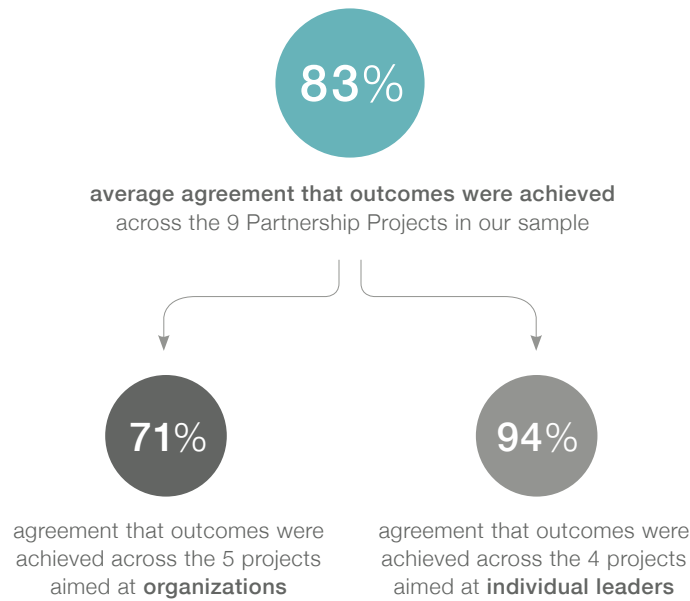 83%
average agreement that outcomes were achieved
across the 9 Partnership Projects in our sample
71%
agreement that outcomes were
achieved across the 5 projects
aimed at organizations
94%
agreement that outcomes were
achieved across the 4 projects
aimed at individual leaders